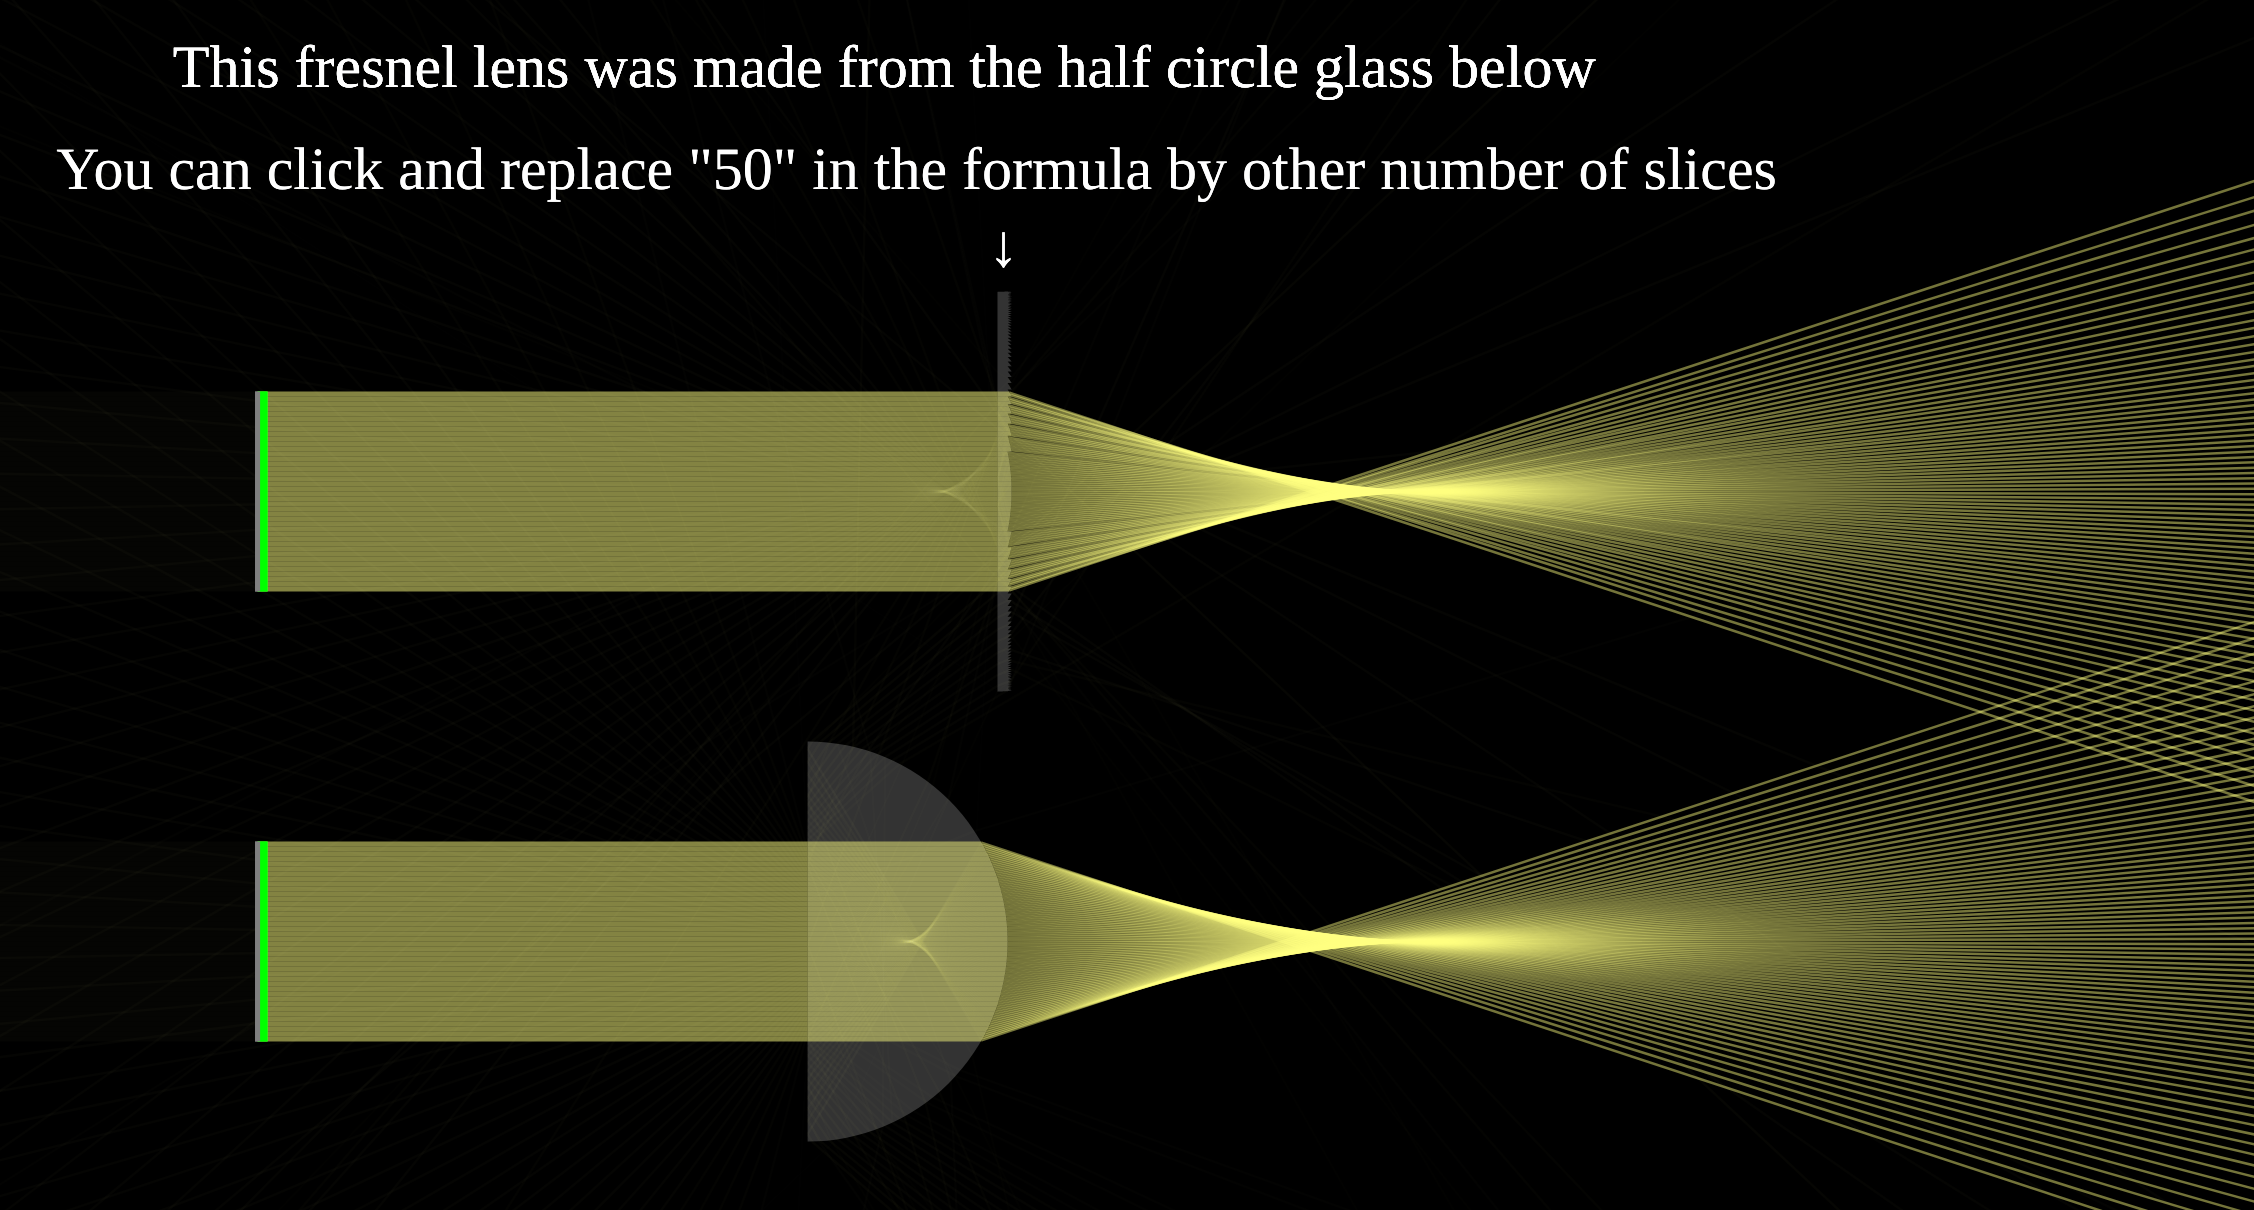 This fresnel lens was made from the half circle glass below
You can click and replace "50" in the formula by other number of slices
↓